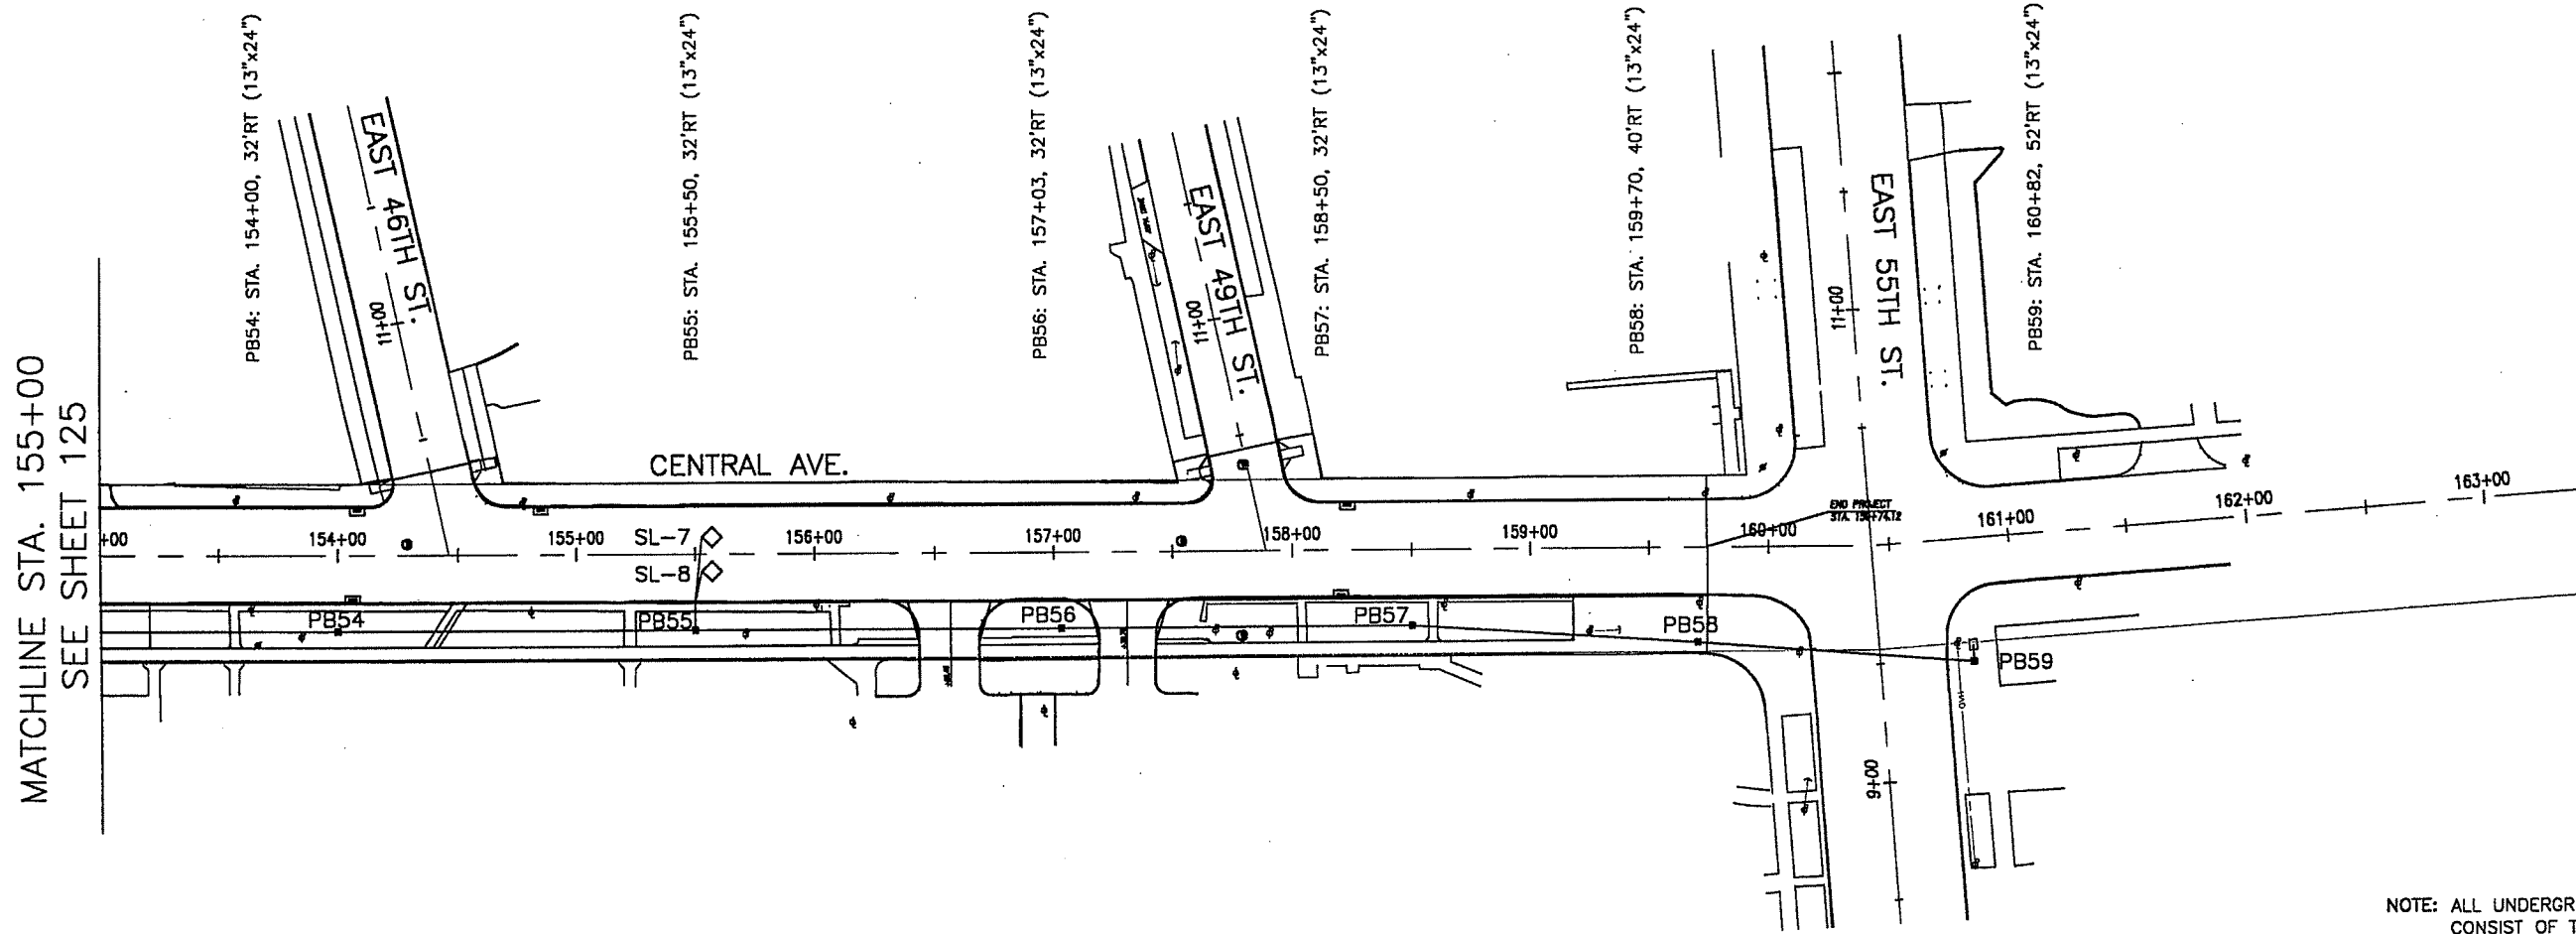 PB54: STA. 154+00, 32'RT (13"x24")
PB55: STA. 155+50, 32'RT (13"x24")
PB56: STA. 157+03, 32'RT (13"x24")
PB57: STA. 158+50, 32'RT (13"x24")
PB58: STA. 159+70, 40'RT (13"x24")
PB59: STA. 160+82, 52'RT (13"x24")
EAST 46TH ST.
11+00
EAST 49TH ST.
11+00
EAST 55TH ST.
11+00
MATCHLINE STA. 155+00
SEE SHEET 125
CENTRAL AVE.
END PROJECT
+00
154+00
155+00
156+00
157+00
158+00
159+00
160+00
161+00
162+00
163+00
SL-7
SL-8
PB54
PB55
PB56
PB57
PB58
PB59
9+00
NOTE: ALL UNDERGR
CONSIST OF T